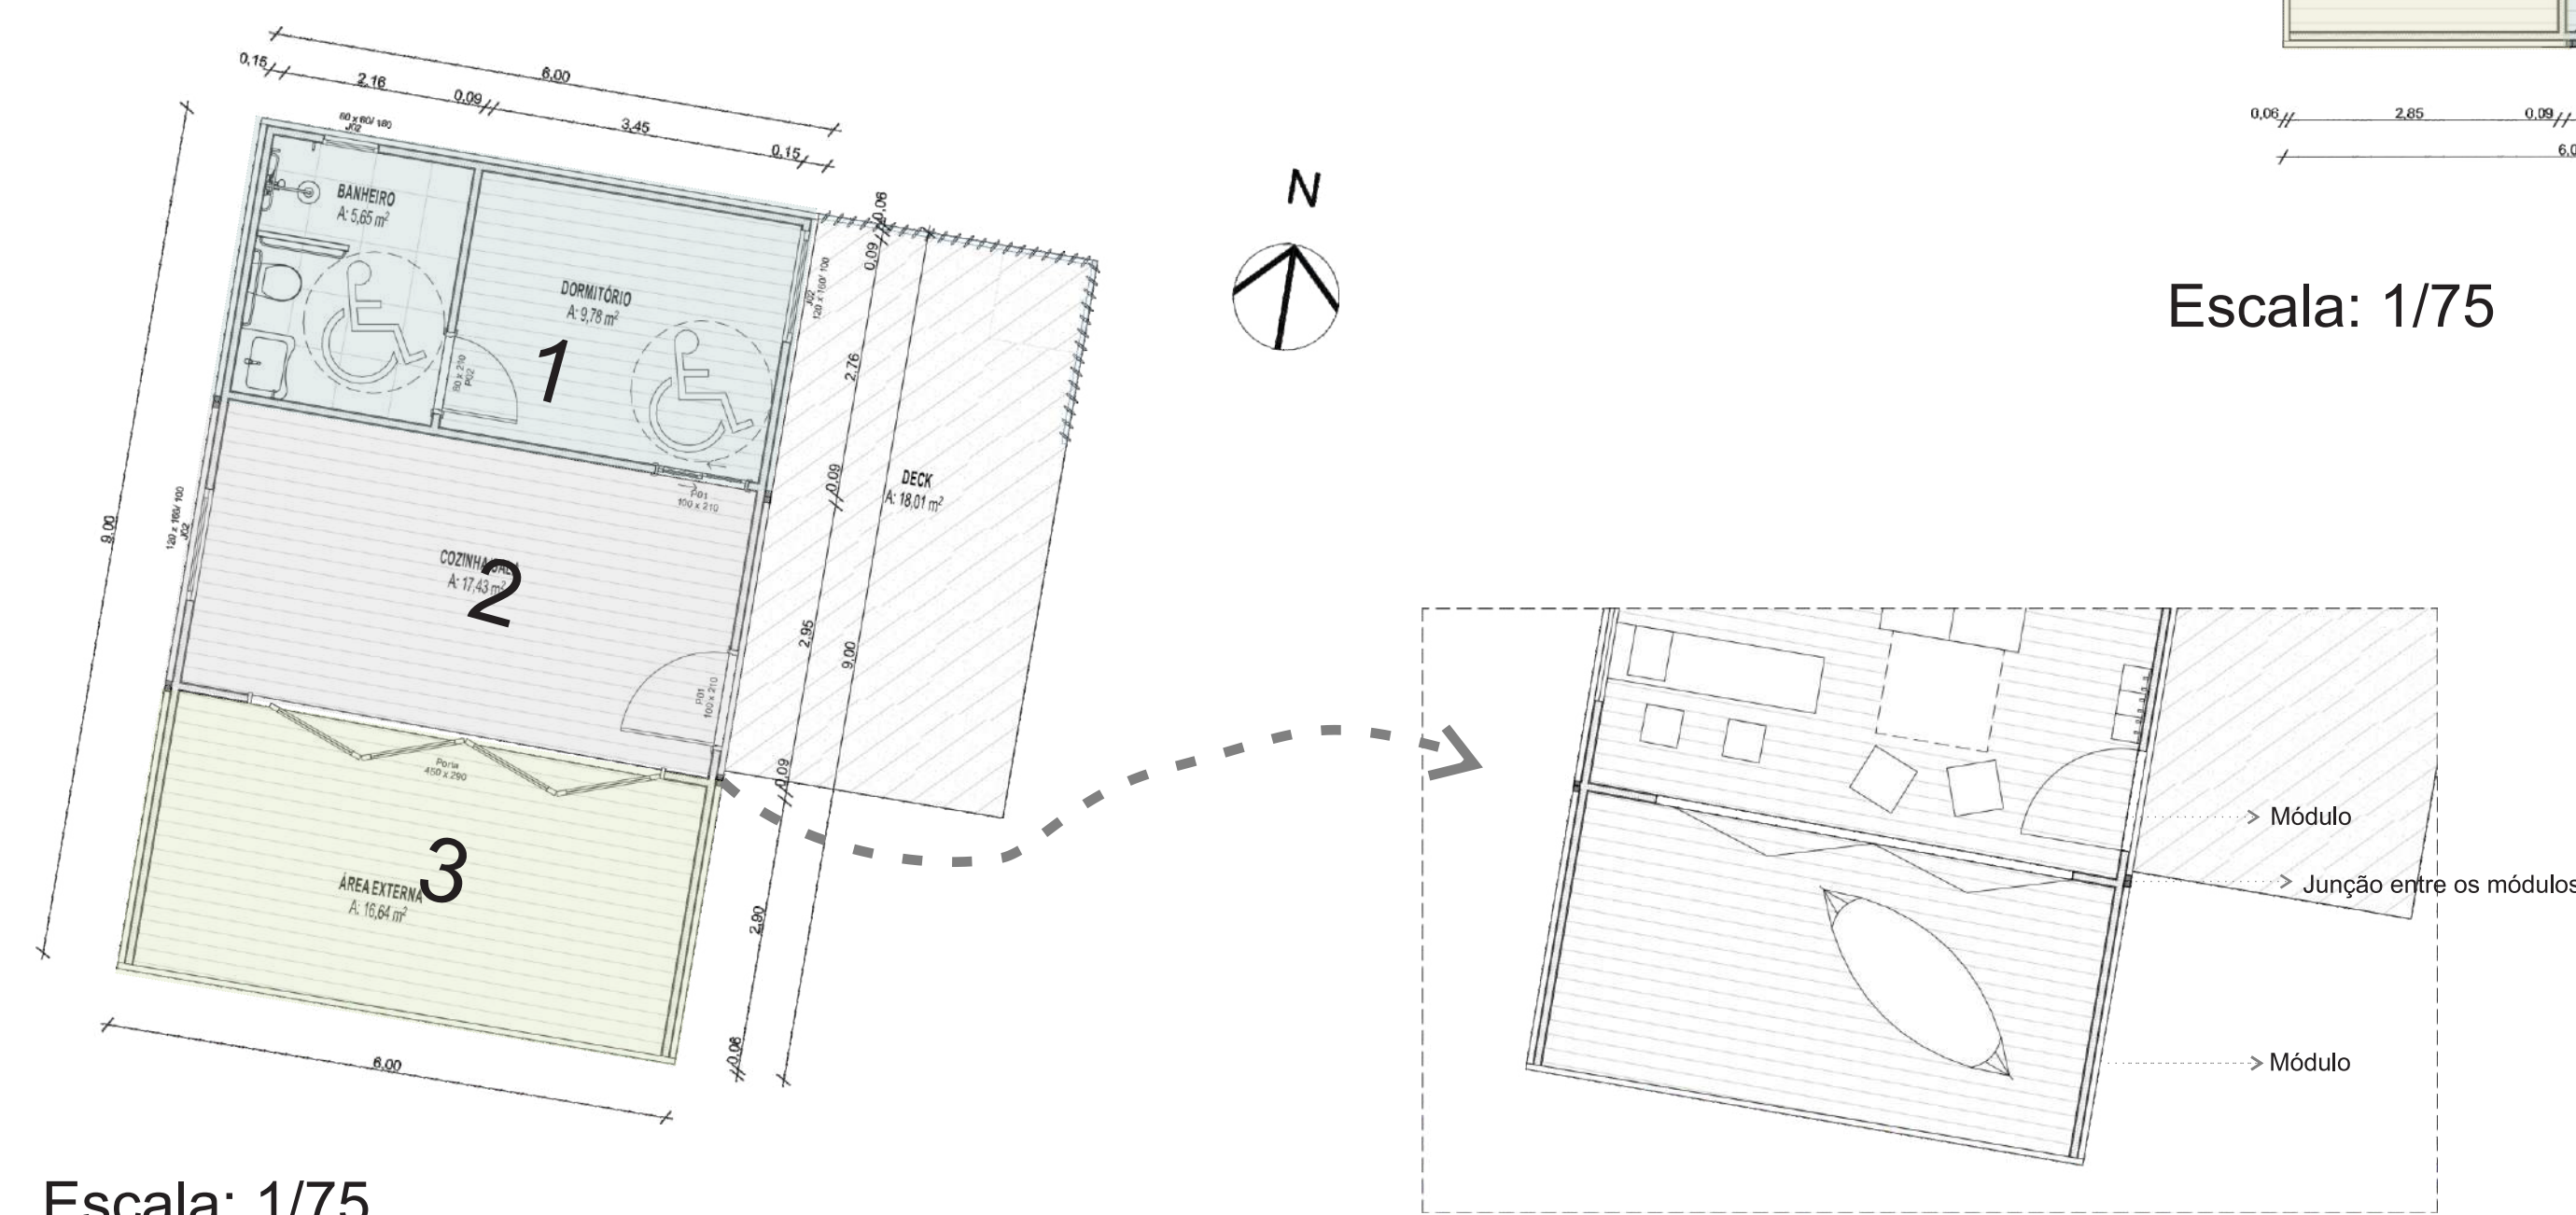 6,00
0,15
2,16
0,09
3,45
0,15
60 x 60/ 180
J02
BANHEIRO
A: 5,65 m²
DORMITÓRIO
A: 9,78 m²
1
80 x 210
P02
J02
120 x 160/ 100
0,06
0,09
2,76
0,09
2,95
9,00
0,09
2,90
0,06
DECK
A: 18,01 m²
N
P01
100 x 210
9,00
120 x 160/ 100
J02
A: 17,43 m²
2
P01
100 x 210
Porta
450 x 290
3
ÁREA EXTERNA
A: 16,64 m²
6,00
Escala: 1/75
0,06
2,85
0,09
6,0
Escala: 1/75
Módulo
Junção entre os módulos
Módulo